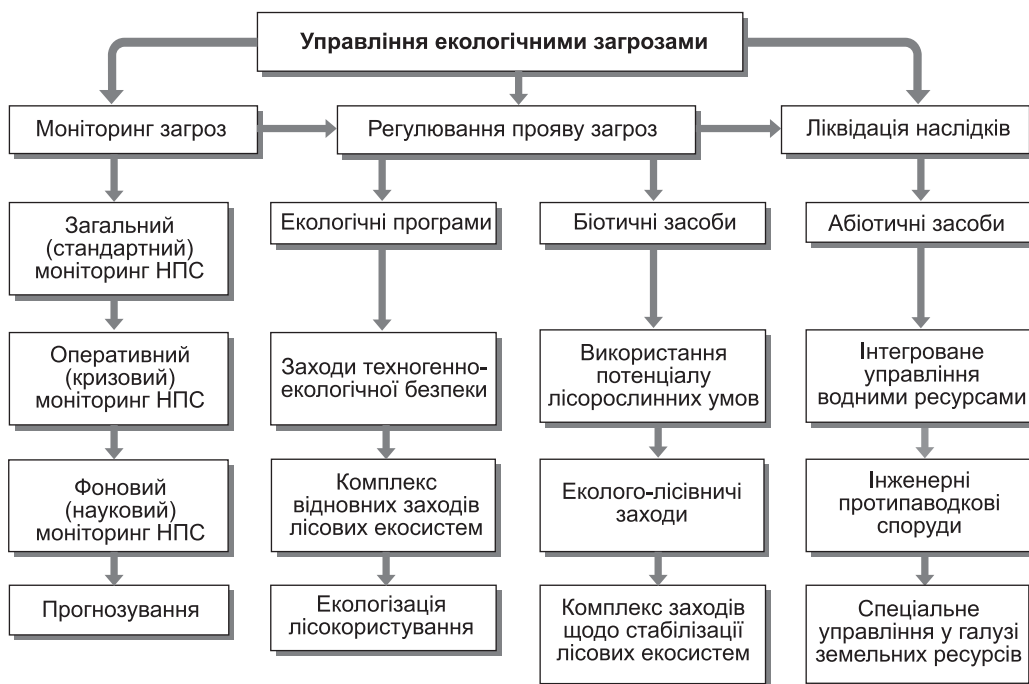 Управління екологічними загрозами
Моніторинг загроз
Регулювання прояву загроз
Ліквідація наслідків
Загальний
(стандартний)
моніторинг НПС
Екологічні програми
Біотичні засоби
Абіотичні засоби
Оперативний
(кризовий)
моніторинг НПС
Заходи техногенно-
екологічної безпеки
Використання
потенціалу
лісорослинних умов
Інтегроване
управління
водними ресурсами
Фоновий
(науковий)
моніторинг НПС
Комплекс
відновних заходів
лісових екосистем
Еколого-лісівничі
заходи
Інженерні
протипаводкові
споруди
Прогнозування
Екологізація
лісокористування
Комплекс заходів
щодо стабілізації
лісових екосистем
Спеціальне
управління у галузі
земельних ресурсів